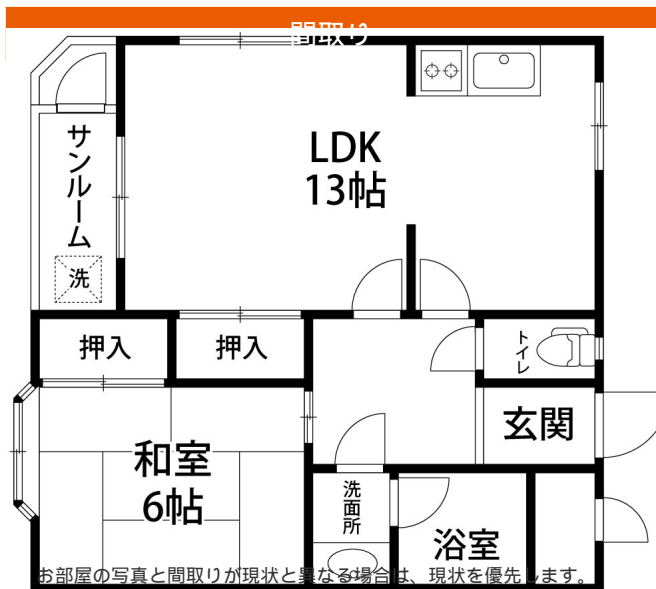 間取り
サンルーム
LDK
13帖
洗
押入
押入
トイレ
玄関
和室
6帖
洗面所
浴室
お部屋の写真と間取りが現状と異なる場合は、現状を優先します。